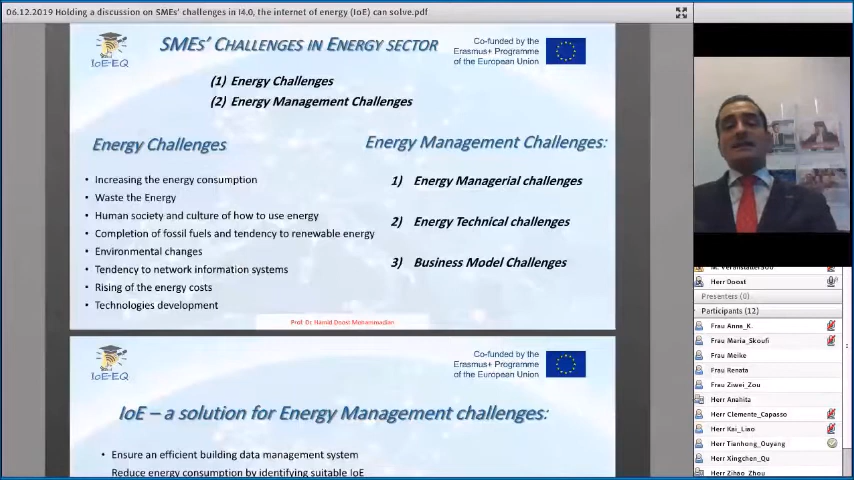 06.12.2019 Holding a discussion on SMEs' challenges in I4.0, the internet of energy (IoE) can solve.pdf
IoE-EQ
SMES' CHALLENGES IN ENERGY SECTOR
Co-funded by the
Erasmus+ Programme
of the European Union
(1) Energy Challenges
(2) Energy Management Challenges
Energy Challenges
• Increasing the energy consumption
• Waste the Energy
• Human society and culture of how to use energy
• Completion of fossil fuels and tendency to renewable energy
• Environmental changes
• Tendency to network information systems
• Rising of the energy costs
• Technologies development
Energy Management Challenges:
1) Energy Managerial challenges
2) Energy Technical challenges
3) Business Model Challenges
Prof. Dr. Hamid Doost Mohammadian
IoE-EQ
Co-funded by the
Erasmus+ Programme
of the European Union
IoE – a solution for Energy Management challenges:
• Ensure an efficient building data management system
Reduce energy consumption by identifying suitable IoE
Herr Doost
Presenters (0)
Participants (12)
Frau Anna_K.
Frau Maria_Skoufi
Frau Meike
Frau Renata
Frau Ziwei_Zou
Herr Anahita
Herr Clemente_Capasso
Herr Kai_Liao
Herr Tianhong_Ouyang
Herr Xingchen_Qu
Herr Zihao_Zhou